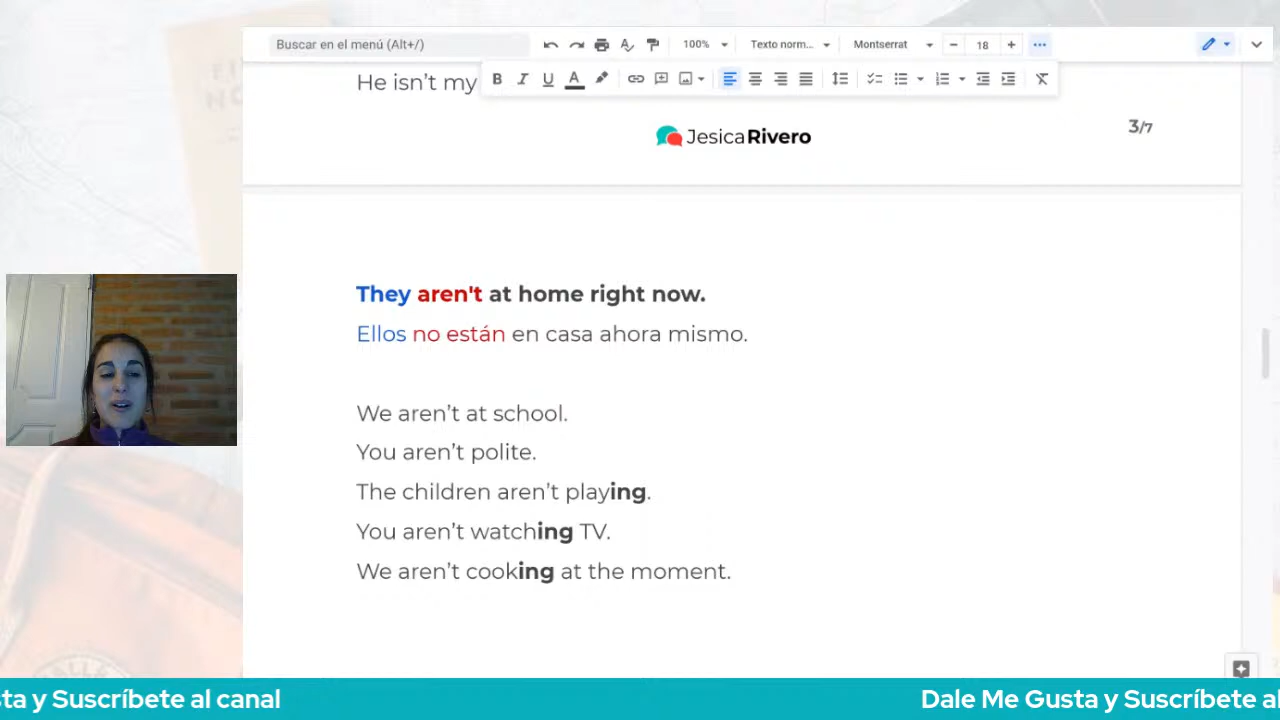 Buscar en el menú (Alt+/)
100%
Texto norm...
Montserrat
18
He isn't my
B I U A
JesicaRivero
3/7
They aren't at home right now.
Ellos no están en casa ahora mismo.
We aren't at school.
You aren't polite.
The children aren't playing.
You aren't watching TV.
We aren't cooking at the moment.
sta y Suscríbete al canal
Dale Me Gusta y Suscríbete al